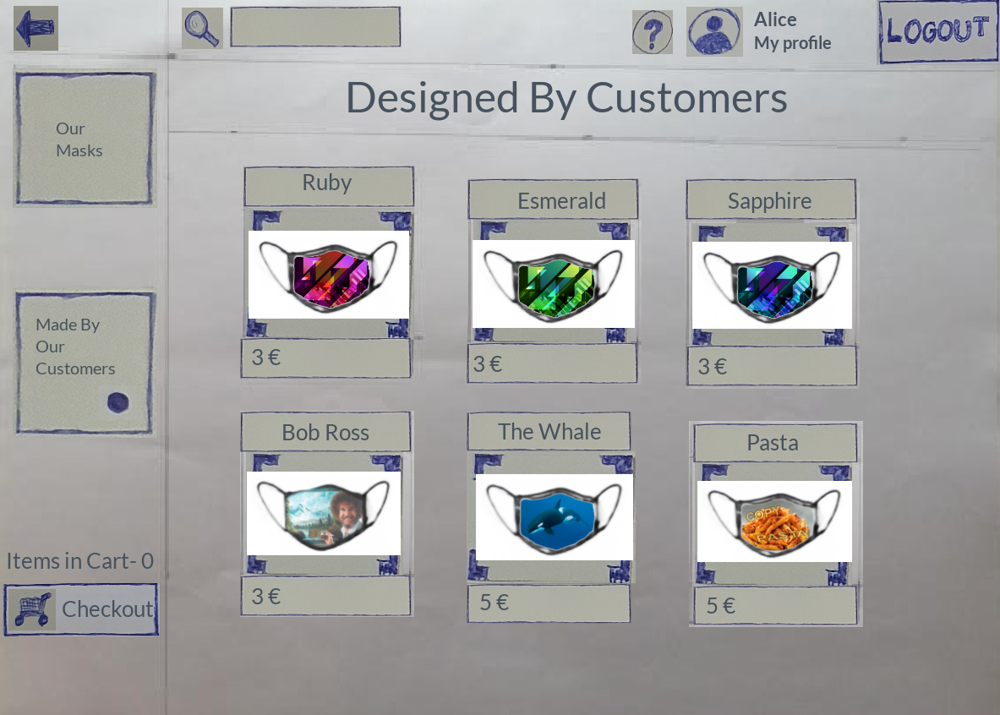 Alice
My profile
LOGOUT
?
Designed By Customers
Our
Masks
Made By
Our
Customers
Items in Cart- 0
Checkout
Ruby
Esmerald
Sapphire
3 €
3 €
3 €
Bob Ross
The Whale
Pasta
COPY
PASTA
3 €
5 €
5 €